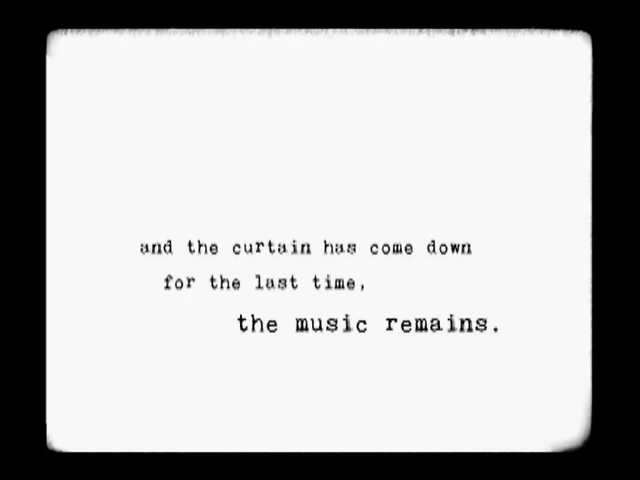 and the curtain has come down
for the last time,
the music remains.